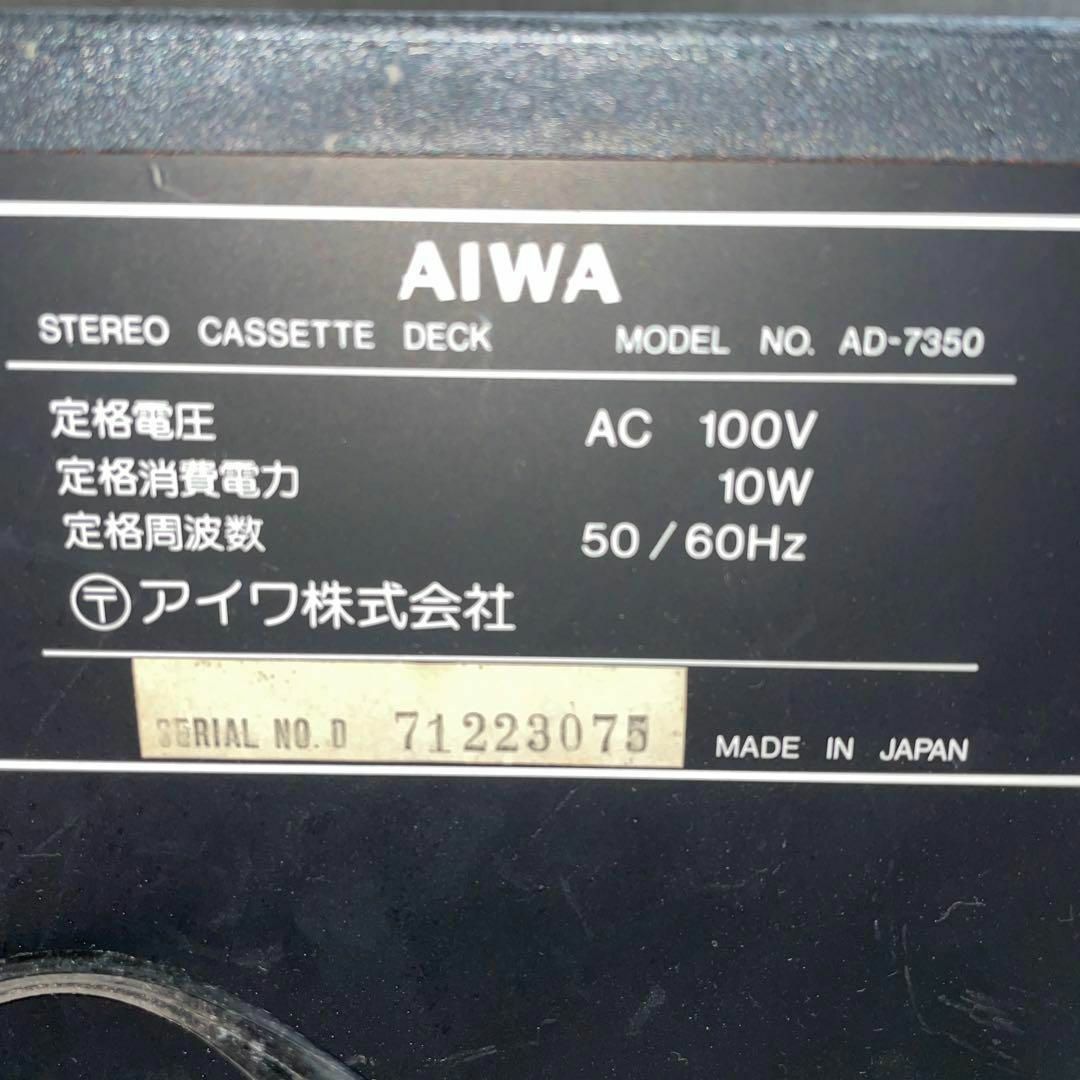 AIWA
STEREO CASSETTE DECK MODEL NO. AD-7350
定格電圧 AC 100V
定格消費電力 10W
定格周波数 50/60Hz
〶アイワ株式会社
SERIAL NO. D 71223075 MADE IN JAPAN